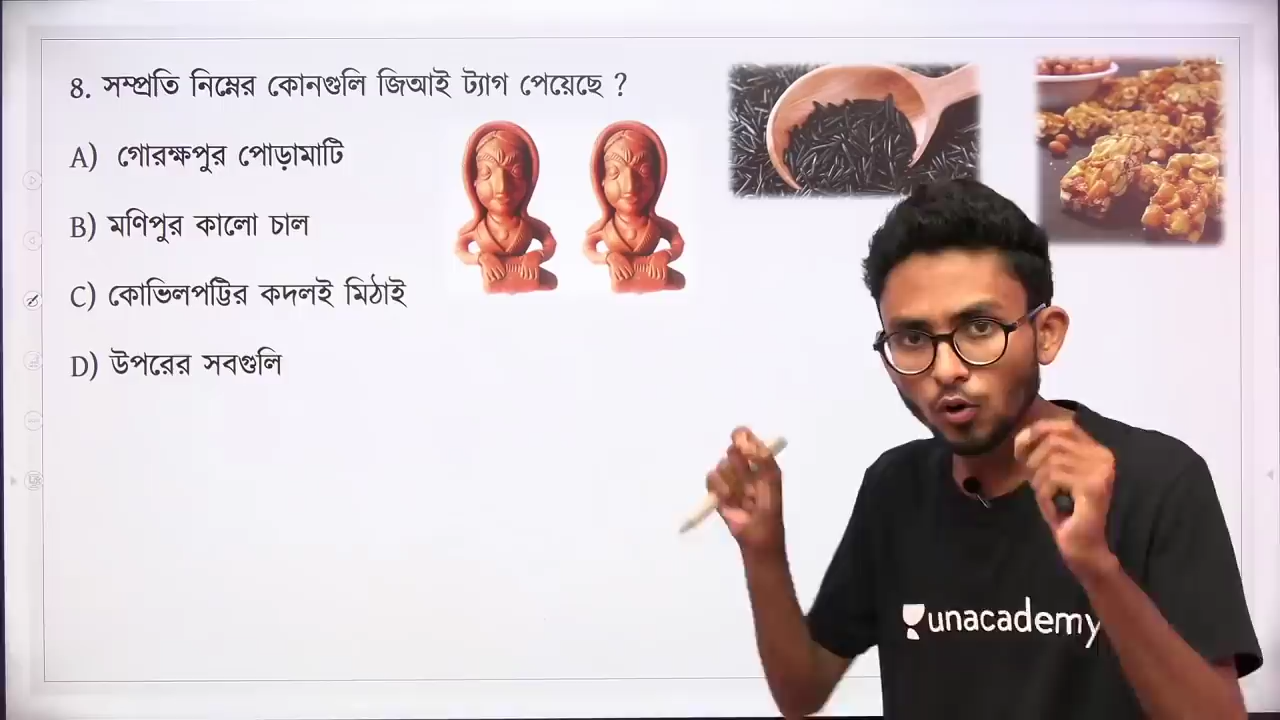 8. সম্প্রতি নিম্নের কোনগুলি জিআই ট্যাগ পেয়েছে ?
A) গোরক্ষপুর পোড়ামাটি
B) মণিপুর কালো চাল
C) কোভিলপট্টির কদলই মিঠাই
D) উপরের সবগুলি
unacademy